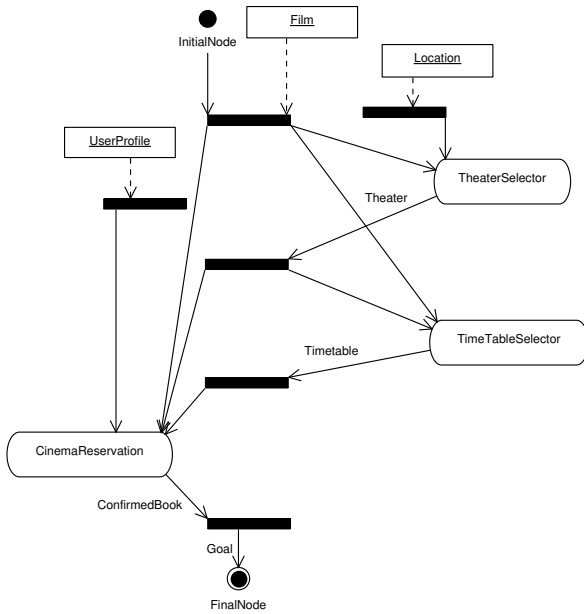 Film
InitialNode
Location
UserProfile
TheaterSelector
Theater
TimeTableSelector
Timetable
CinemaReservation
ConfirmedBook
Goal
FinalNode